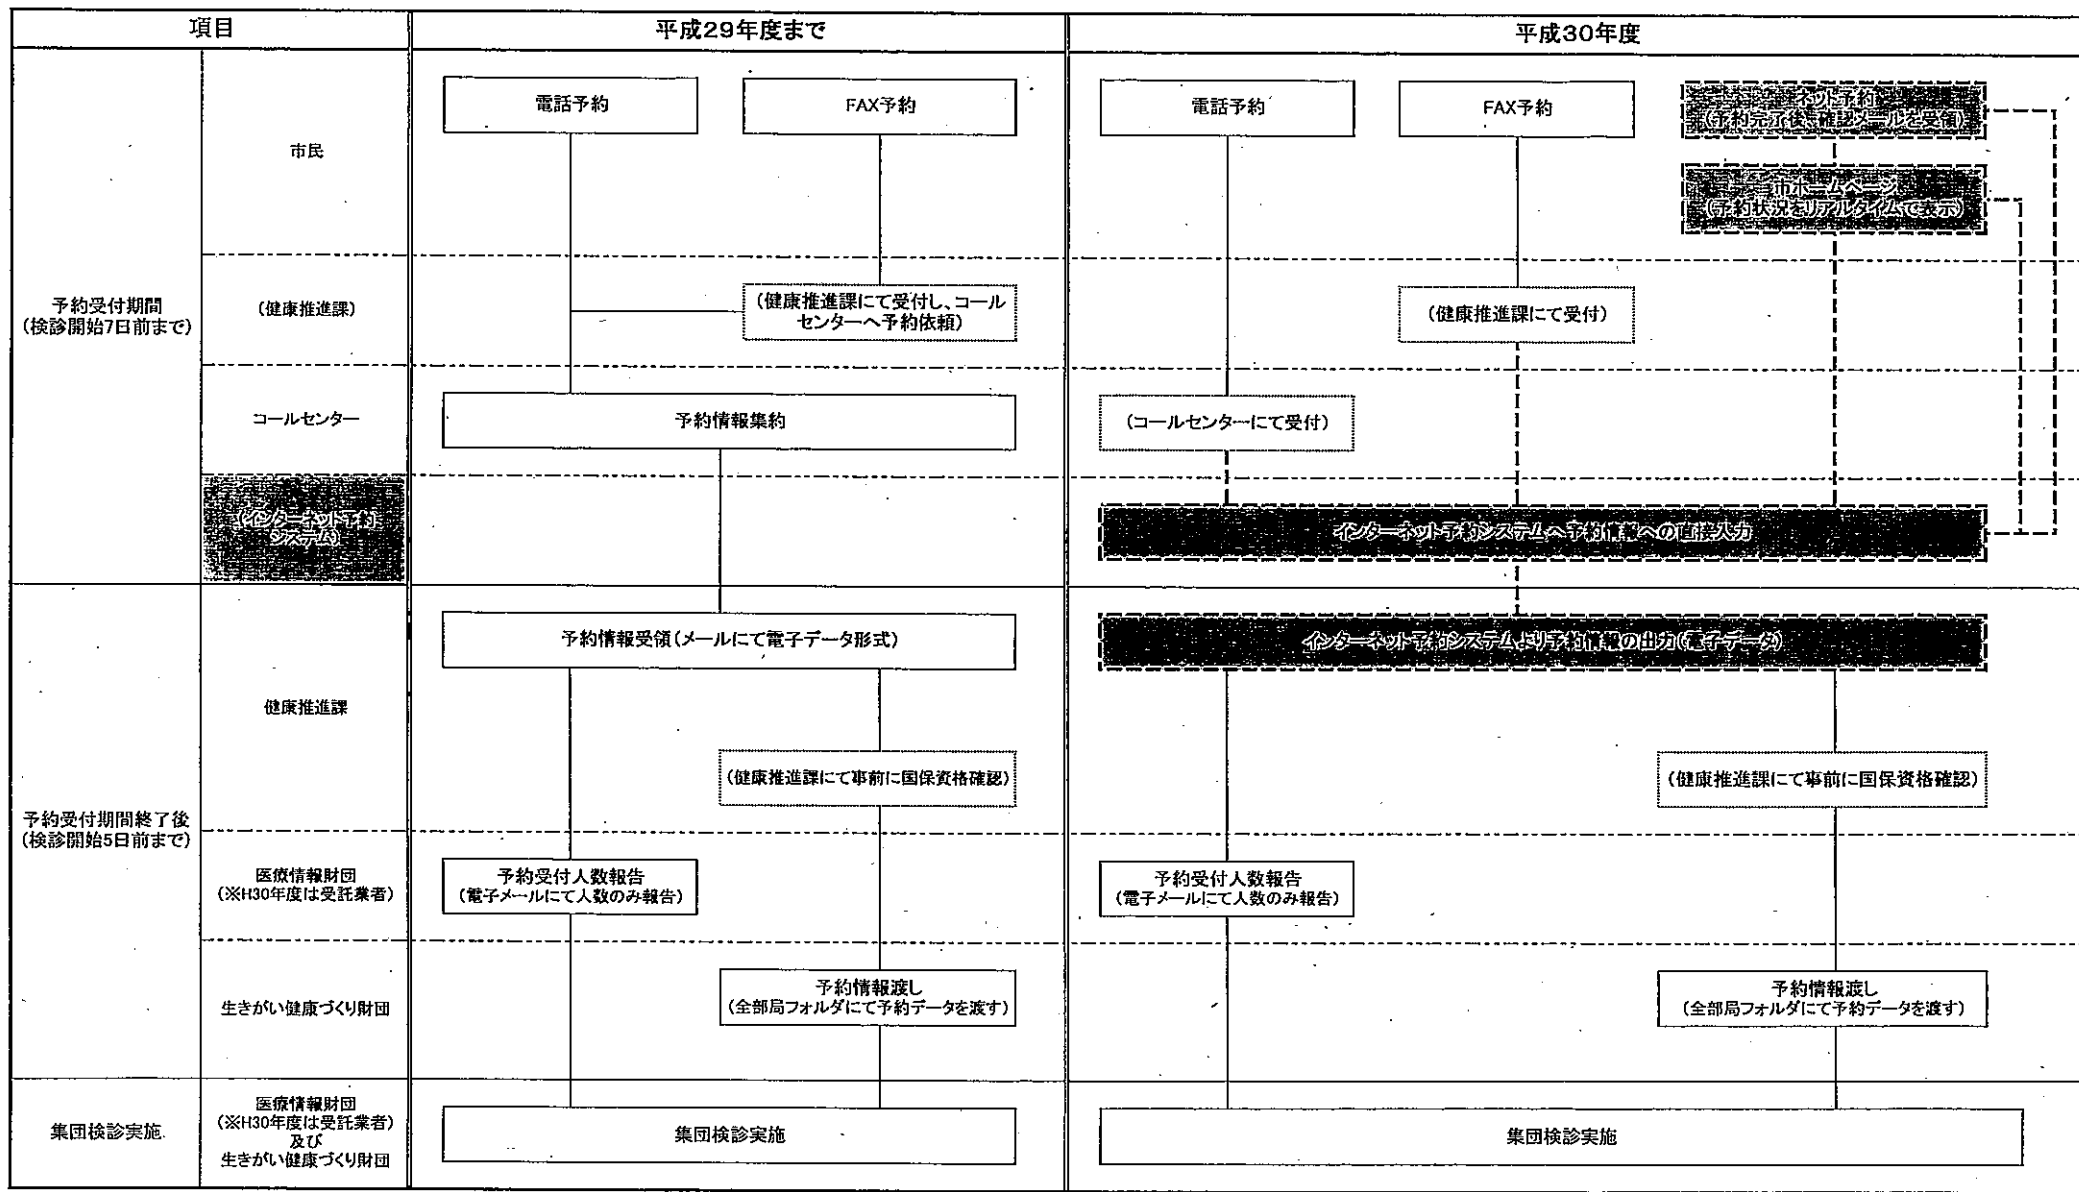 項目
平成29年度まで
平成30年度
予約受付期間
(検診開始7日前まで)
市民
電話予約
FAX予約
電話予約
FAX予約
ネット予約
(予約完了後、確認メールを受領)
市ホームページ
(予約状況をリアルタイムで表示)
(健康推進課)
(健康推進課にて受付し、コール
センターへ予約依頼)
(健康推進課にて受付)
コールセンター
予約情報集約
(コールセンターにて受付)
(インターネット予約
システム)
インターネット予約システムへ予約情報への直接入力
予約受付期間終了後
(検診開始5日前まで)
健康推進課
予約情報受領(メールにて電子データ形式)
インターネット予約システムより予約情報の出力(電子データ)
(健康推進課にて事前に国保資格確認)
(健康推進課にて事前に国保資格確認)
医療情報財団
(※H30年度は受託業者)
予約受付人数報告
(電子メールにて人数のみ報告)
予約受付人数報告
(電子メールにて人数のみ報告)
生きがい健康づくり財団
予約情報渡し
(全部局フォルダにて予約データを渡す)
予約情報渡し
(全部局フォルダにて予約データを渡す)
集団検診実施
医療情報財団
(※H30年度は受託業者)
及び
生きがい健康づくり財団
集団検診実施
集団検診実施